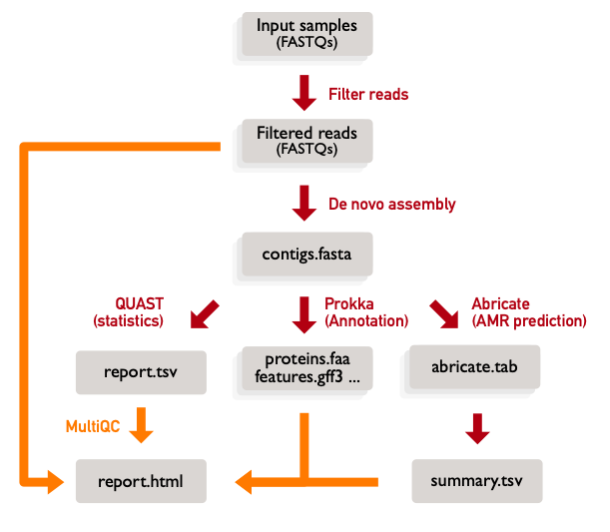 Input samples
(FASTQs)
Filter reads
Filtered reads
(FASTQs)
De novo assembly
contigs.fasta
QUAST
(statistics)
Prokka
(Annotation)
Abricate
(AMR prediction)
report.tsv
proteins.faa
features.gff3 ...
abricate.tab
MultiQC
report.html
summary.tsv